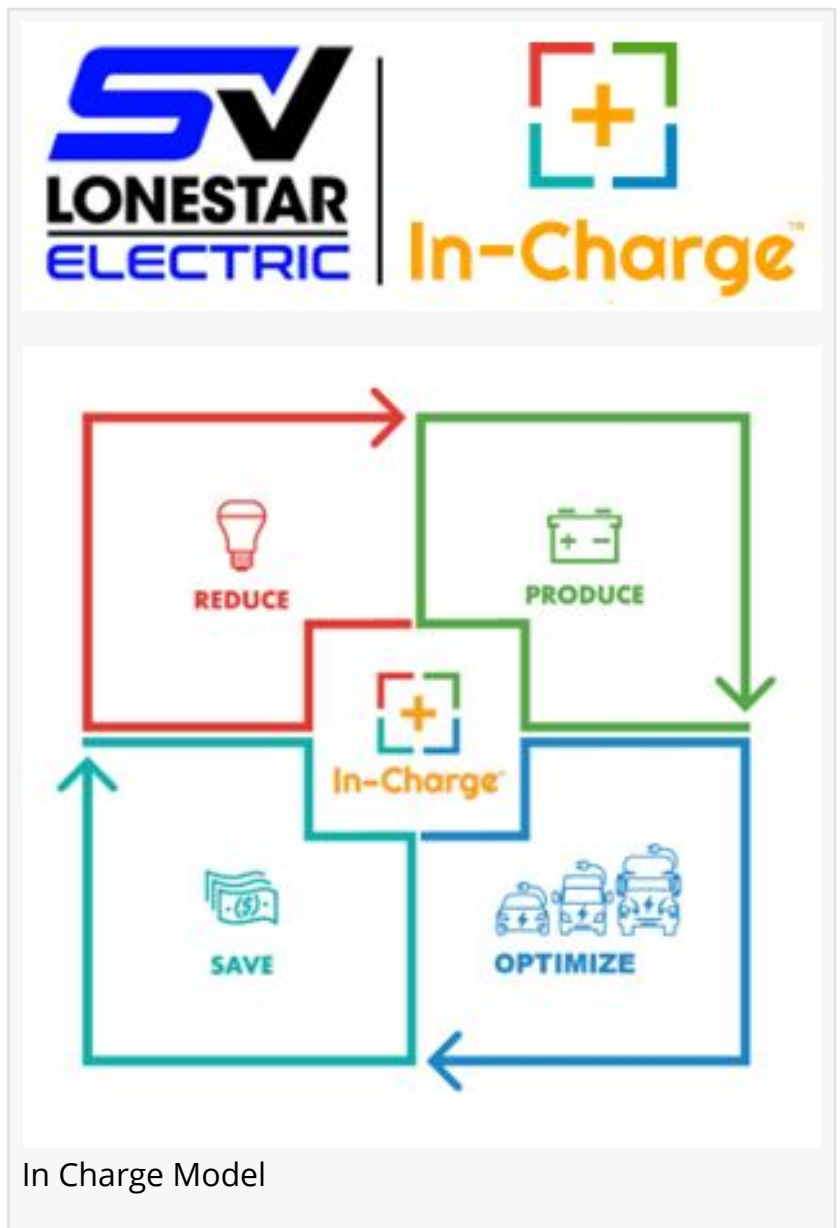 SV
LONESTAR
ELECTRIC
In-Charge™
REDUCE
PRODUCE
In-Charge™
SAVE
OPTIMIZE
In Charge Model